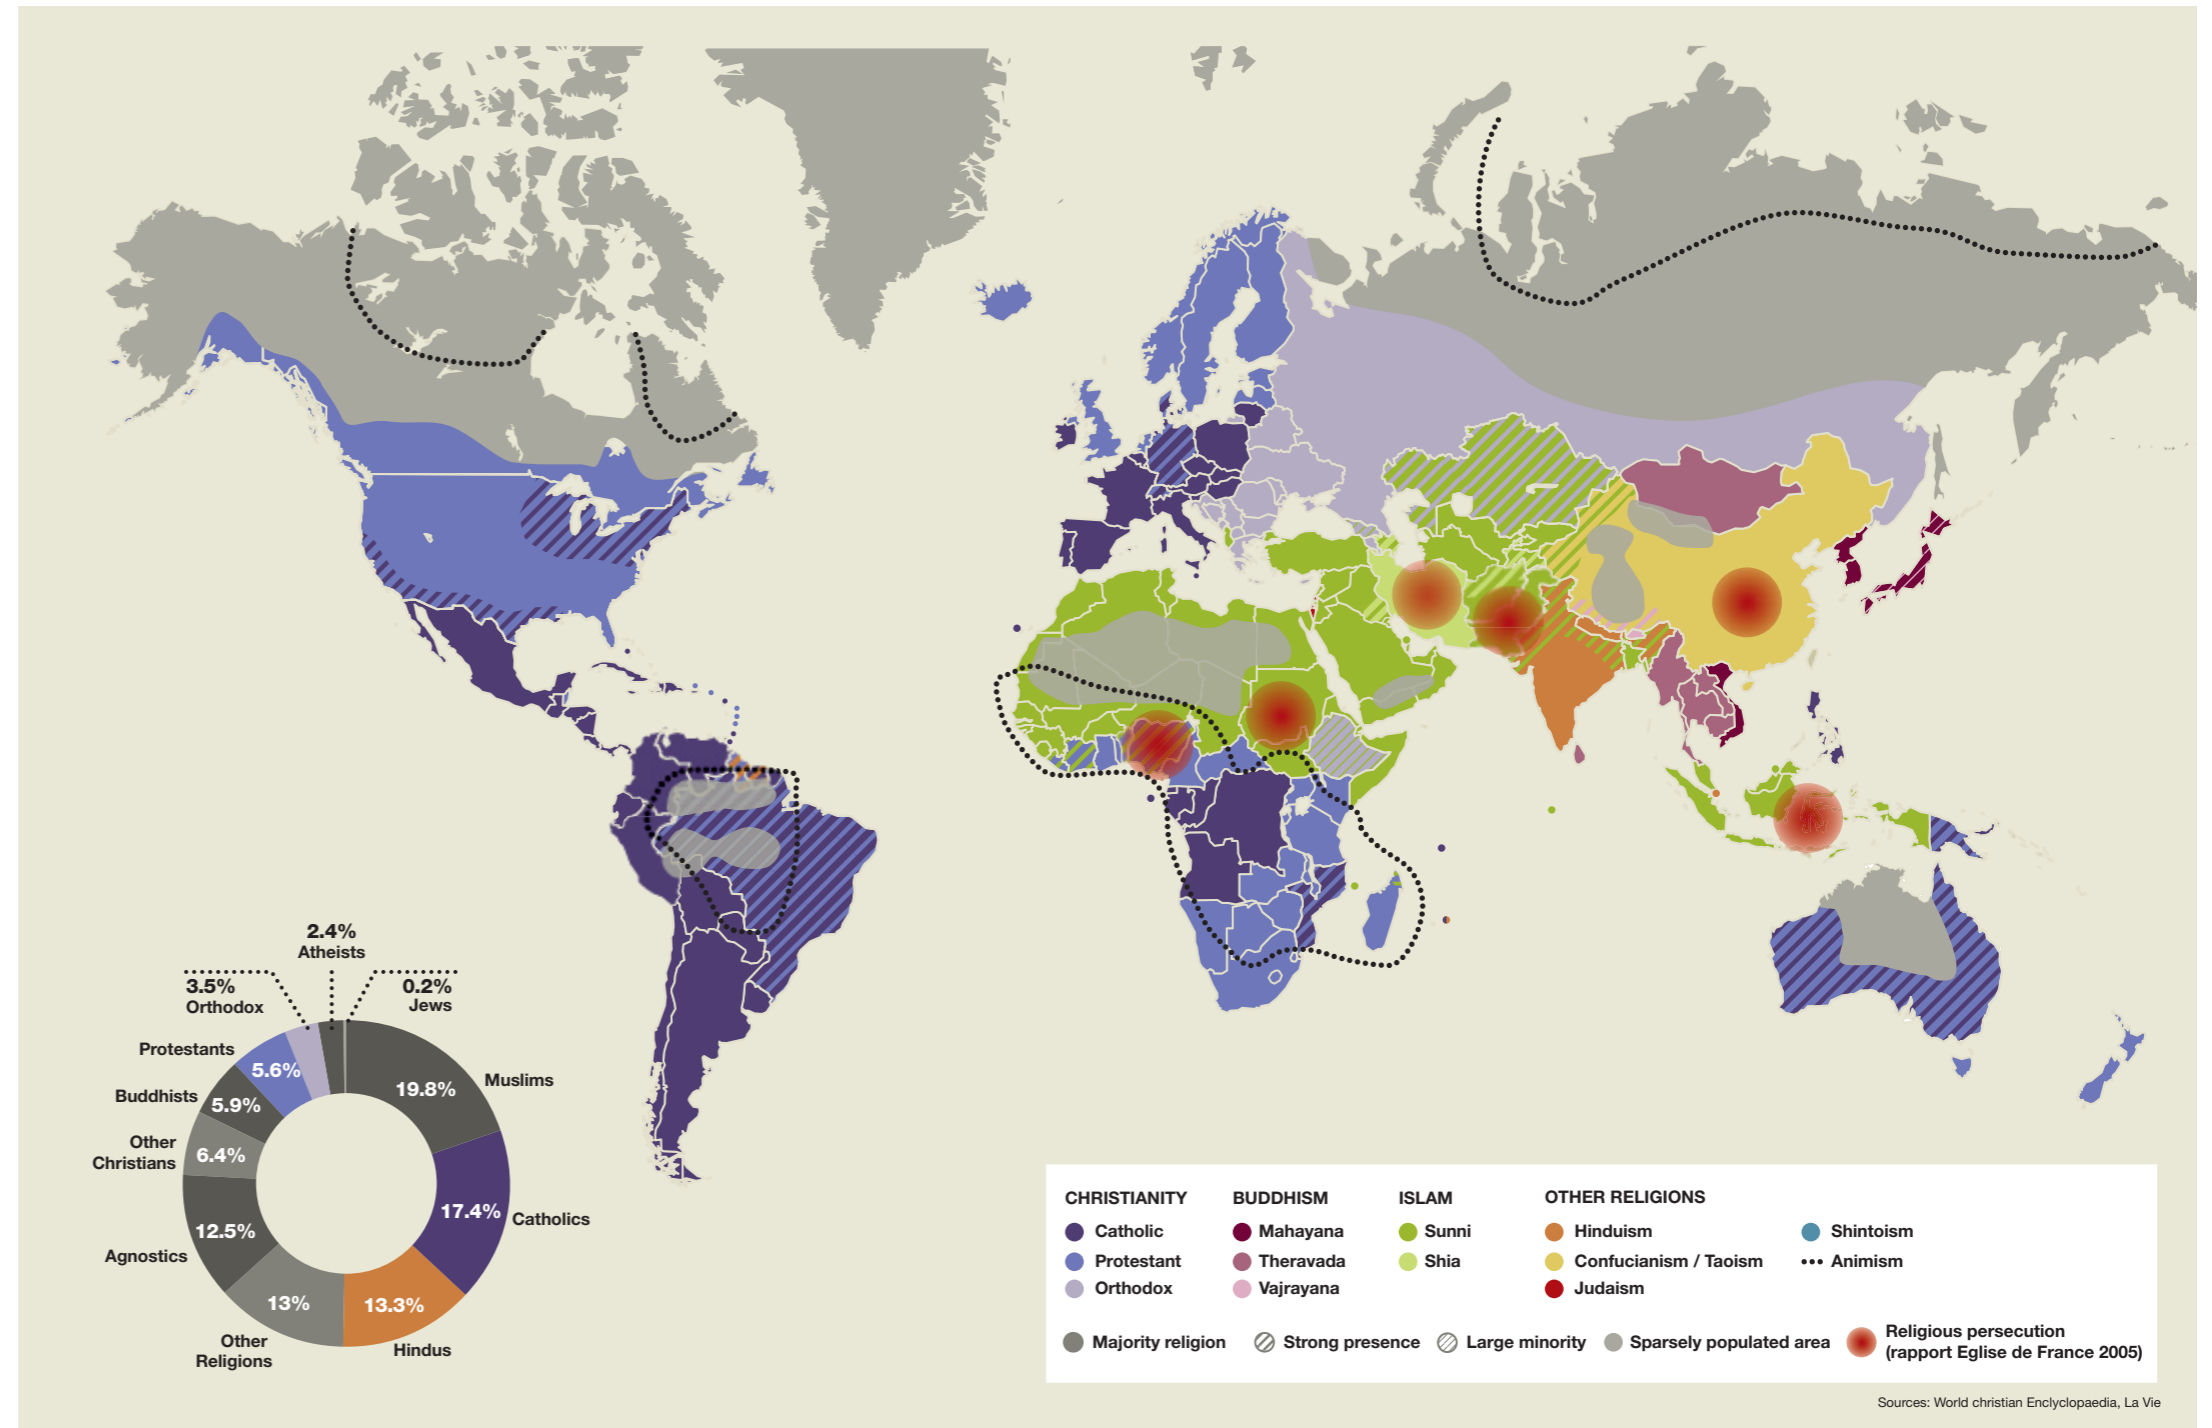 2.4%
Atheists
3.5%
Orthodox
0.2%
Jews
Protestants
5.6%
Buddhists
5.9%
Other
Christians
6.4%
Agnostics
12.5%
Other
Religions
13%
Hindus
13.3%
Catholics
17.4%
Muslims
19.8%
CHRISTIANITY
Catholic
Protestant
Orthodox
BUDDHISM
Mahayana
Theravada
Vajrayana
ISLAM
Sunni
Shia
OTHER RELIGIONS
Hinduism
Confucianism / Taoism
Judaism
Shintoism
Animism
Majority religion
Strong presence
Large minority
Sparsely populated area
Religious persecution
(rapport Eglise de France 2005)
Sources: World christian Enclyclopaedia, La Vie